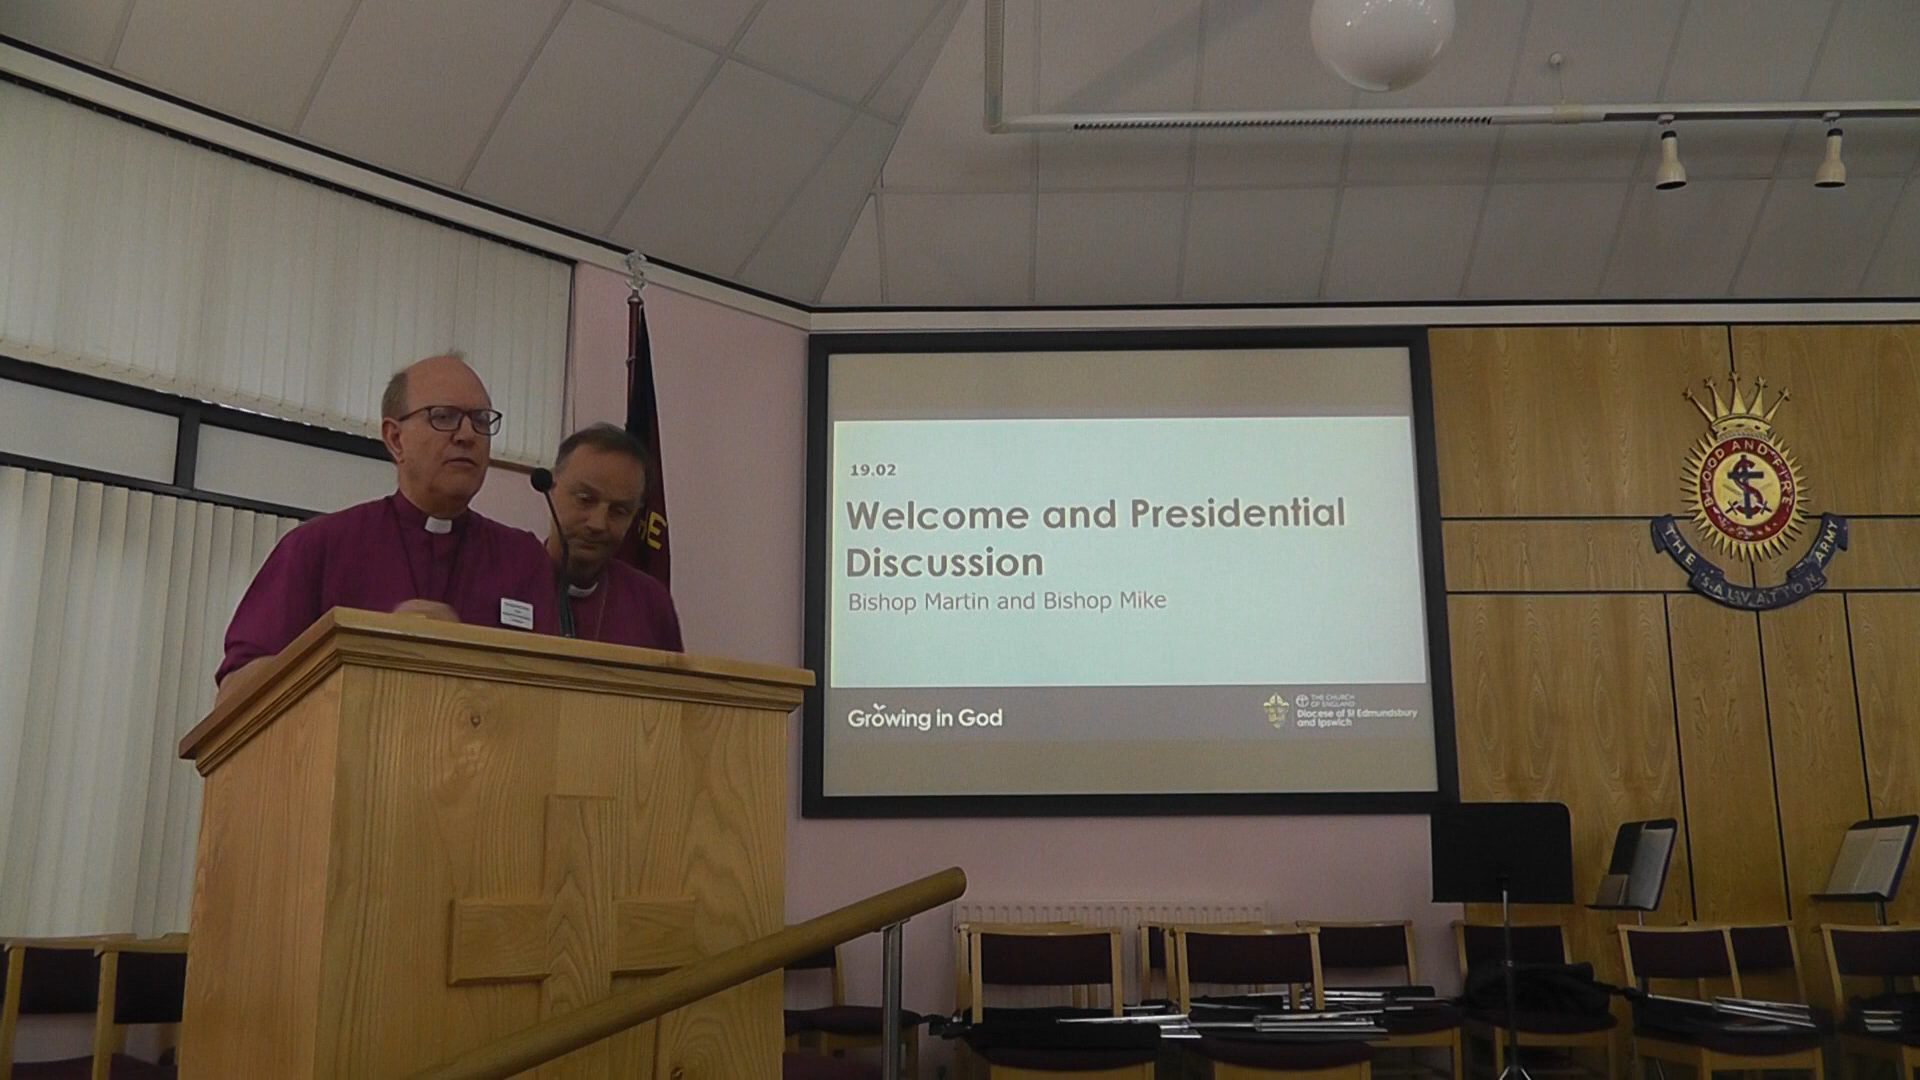 19.02
Welcome and Presidential
Discussion
Bishop Martin and Bishop Mike
Growing in God
THE CHURCH
OF ENGLAND
Diocese of St Edmundsbury
and Ipswich
BLOOD AND FIRE
THE SALVATION ARMY